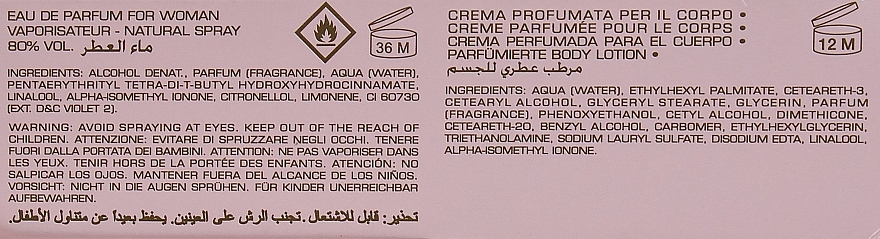 EAU DE PARFUM FOR WOMAN
VAPORISATEUR - NATURAL SPRAY
80% VOL. ماء العطر
36 M
INGREDIENTS: ALCOHOL DENAT., PARFUM (FRAGRANCE), AQUA (WATER),
PENTAERYTHRITYL TETRA-DI-T-BUTYL HYDROXYHYDROCINNAMATE,
LINALOOL, ALPHA-ISOMETHYL IONONE, CITRONELLOL, LIMONENE, CI 60730
(EXT. D&C VIOLET 2).
WARNING: AVOID SPRAYING AT EYES. KEEP OUT OF THE REACH OF
CHILDREN. ATTENZIONE: EVITARE DI SPRUZZARE NEGLI OCCHI. TENERE
FUORI DALLA PORTATA DEI BAMBINI. ATTENTION: NE PAS VAPORISER DANS
LES YEUX. TENIR HORS DE LA PORTÉE DES ENFANTS. ATENCIÓN: NO
SALPICAR LOS OJOS. MANTENER FUERA DEL ALCANCE DE LOS NIÑOS.
VORSICHT: NICHT IN DIE AUGEN SPRÜHEN. FÜR KINDER UNERREICHBAR
AUFBEWAHREN.
تحذير: قابل للاشتعال. تجنب الرش على العينين. يحفظ بعيداً عن متناول الأطفال.
CREMA PROFUMATA PER IL CORPO •
CREME PARFUMÉE POUR LE CORPS •
CREMA PERFUMADA PARA EL CUERPO •
PARFÜMIERTE BODY LOTION •
مرطب عطري للجسم
12 M
INGREDIENTS: AQUA (WATER), ETHYLHEXYL PALMITATE, CETEARETH-3,
CETEARYL ALCOHOL, GLYCERYL STEARATE, GLYCERIN, PARFUM
(FRAGRANCE), PHENOXYETHANOL, CETYL ALCOHOL, DIMETHICONE,
CETEARETH-20, BENZYL ALCOHOL, CARBOMER, ETHYLHEXYLGLYCERIN,
TRIETHANOLAMINE, SODIUM LAURYL SULFATE, DISODIUM EDTA, LINALOOL,
ALPHA-ISOMETHYL IONONE.